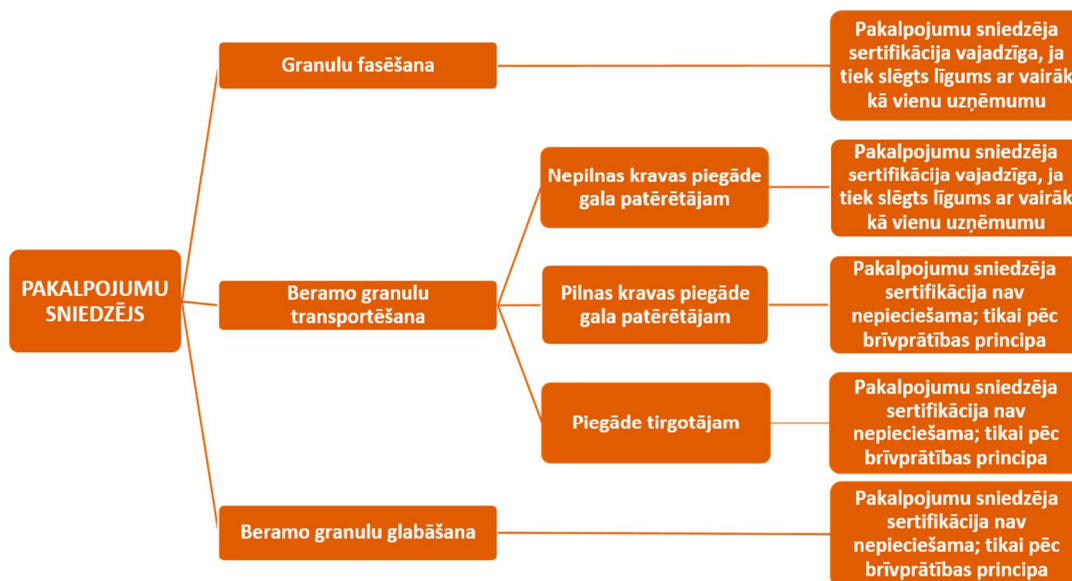 PAKALPOJUMU
SNIEDZĒJS
Granulu fasēšana
Pakalpojumu sniedzēja
sertifikācija vajadzīga, ja
tiek slēgts līgums ar vairāk
kā vienu uzņēmumu
Beramo granulu
transportēšana
Nepilnas kravas piegāde
gala patērētājam
Pakalpojumu sniedzēja
sertifikācija vajadzīga, ja
tiek slēgts līgums ar vairāk
kā vienu uzņēmumu
Pilnas kravas piegāde
gala patērētājam
Pakalpojumu sniedzēja
sertifikācija nav
nepieciešama; tikai pēc
brīvprātības principa
Piegāde tirgotājam
Pakalpojumu sniedzēja
sertifikācija nav
nepieciešama; tikai pēc
brīvprātības principa
Beramo granulu glabāšana
Pakalpojumu sniedzēja
sertifikācija nav
nepieciešama; tikai pēc
brīvprātības principa